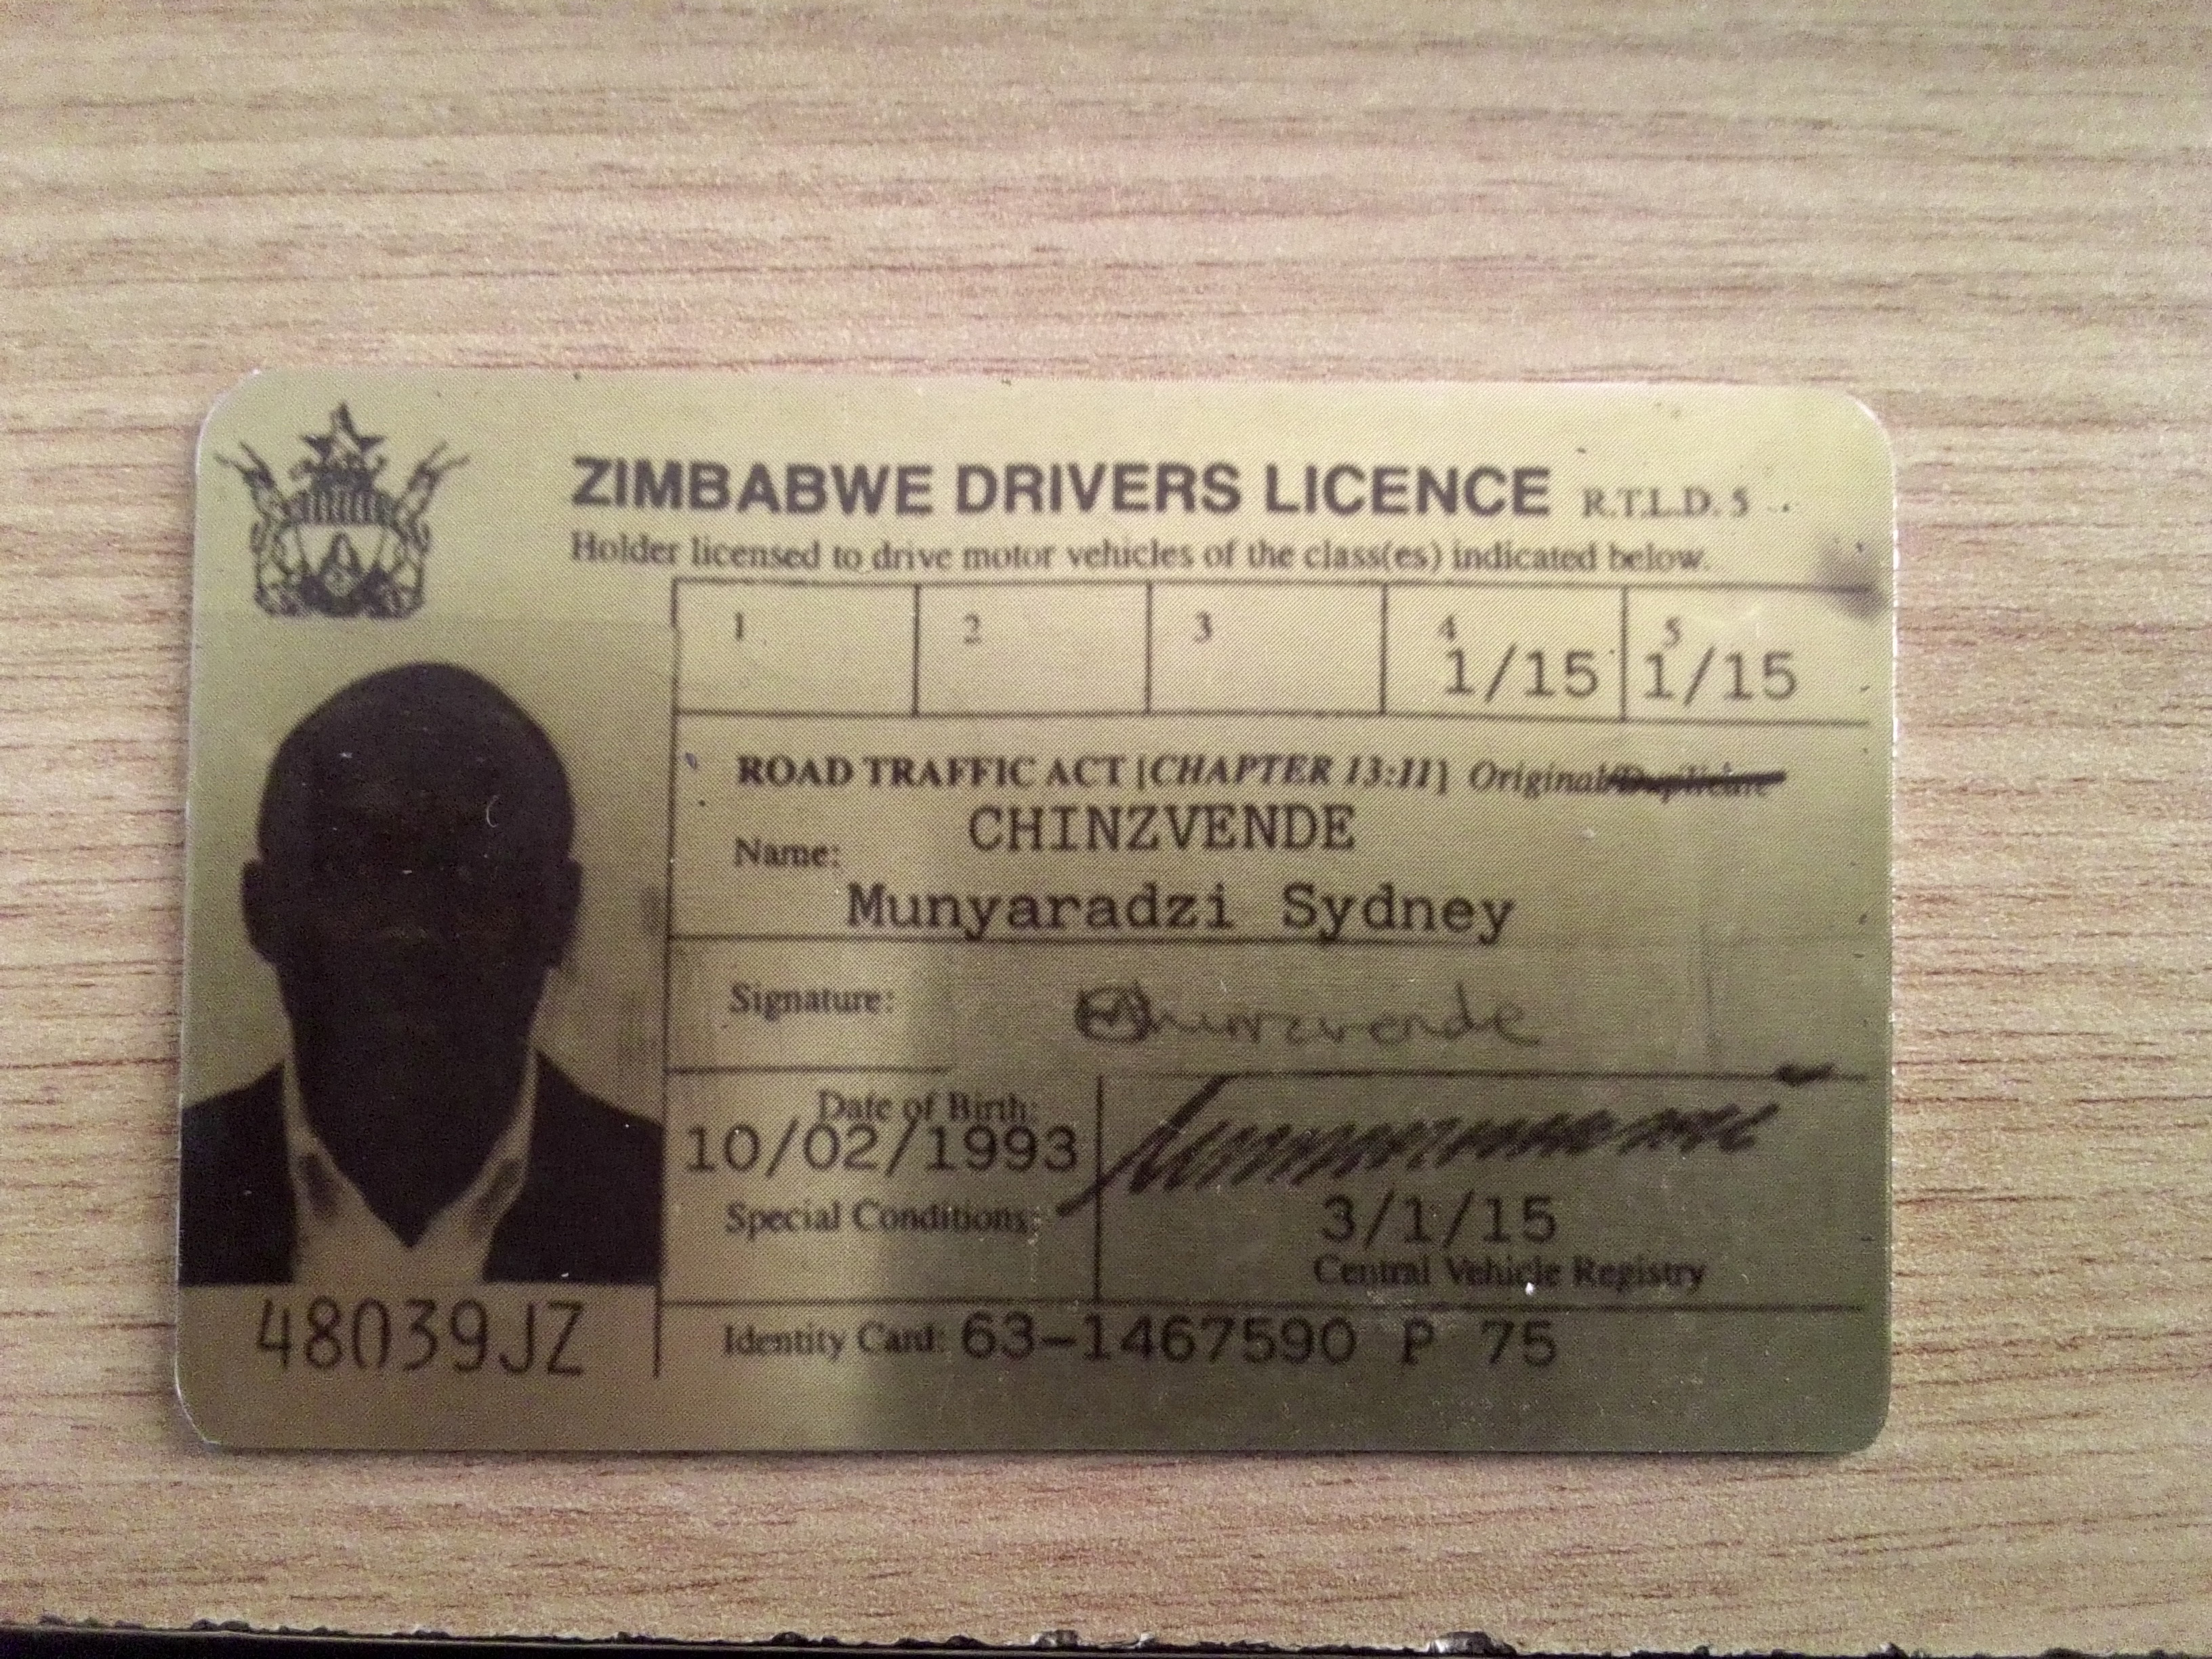 ZIMBABWE DRIVERS LICENCE R.T.L.D. 5
Holder licensed to drive motor vehicles of the class(es) indicated below.
1 2 3 4 5
1/15 1/15
ROAD TRAFFIC ACT [CHAPTER 13:11] Original/Duplicate
Name: CHINZVENDE
Munyaradzi Sydney
Signature: Chinzvende
Date of Birth:
10/02/1993
Special Conditions:
3/1/15
Central Vehicle Registry
48039JZ
Identity Card: 63-1467590 P 75